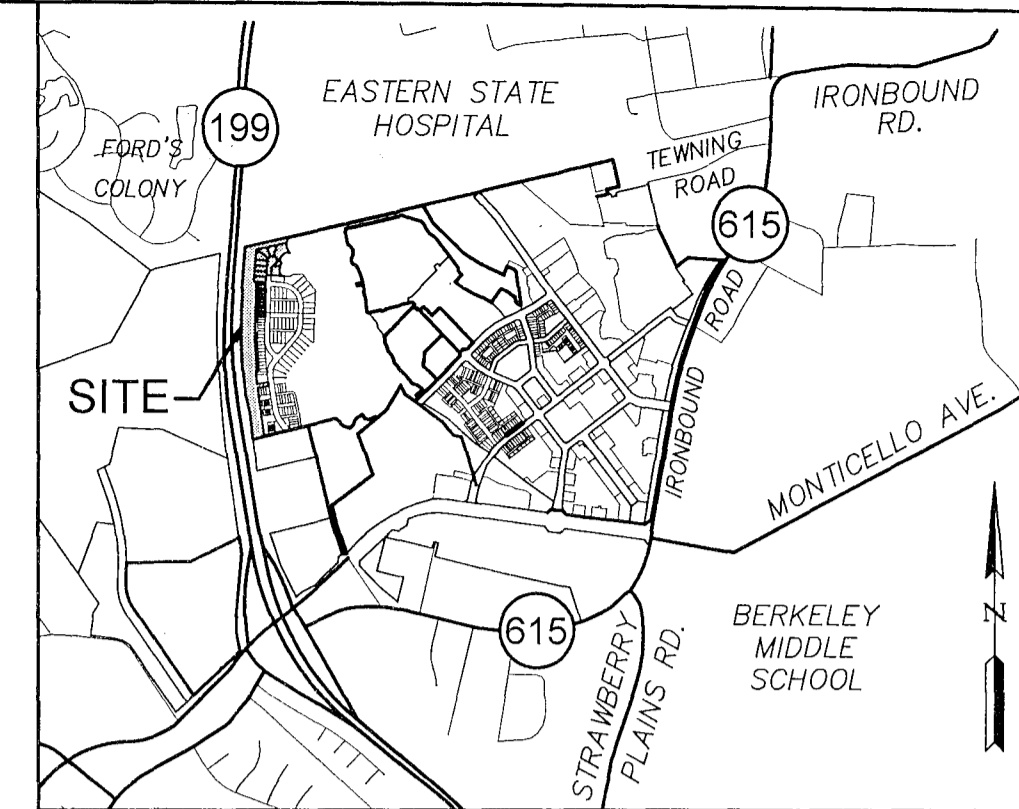 EASTERN STATE
HOSPITAL
IRONBOUND
RD.
199
FORD'S
COLONY
TEWNING
ROAD
615
SITE
IRONBOUND
ROAD
MONTICELLO AVE.
N
615
STRAWBERRY
PLAINS RD.
BERKELEY
MIDDLE
SCHOOL